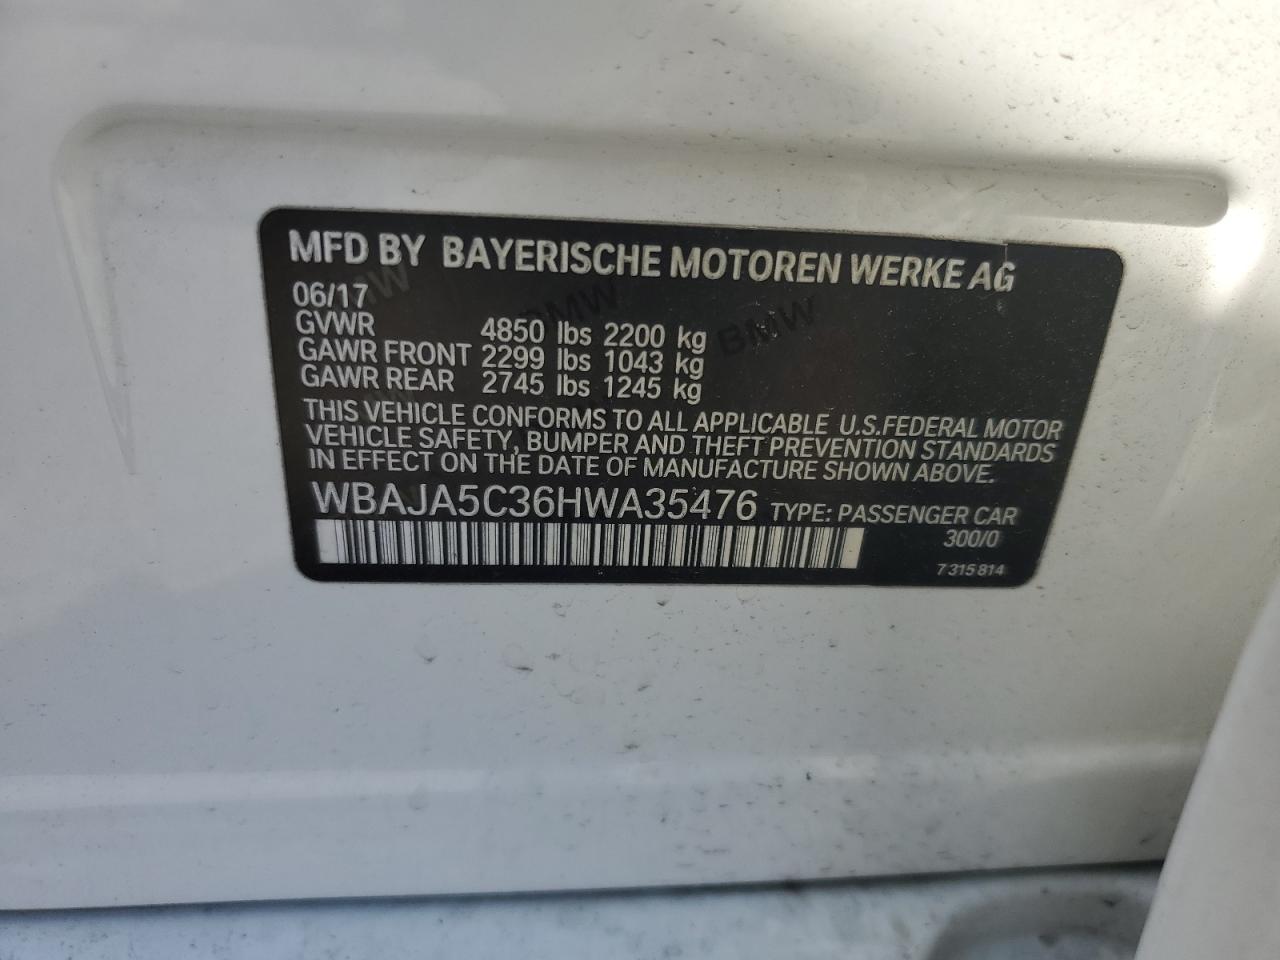 MFD BY BAYERISCHE MOTOREN WERKE AG
06/17
GVWR 4850 lbs 2200 kg
GAWR FRONT 2299 lbs 1043 kg
GAWR REAR 2745 lbs 1245 kg
THIS VEHICLE CONFORMS TO ALL APPLICABLE U.S.FEDERAL MOTOR
VEHICLE SAFETY, BUMPER AND THEFT PREVENTION STANDARDS
IN EFFECT ON THE DATE OF MANUFACTURE SHOWN ABOVE.
WBAJA5C36HWA35476 TYPE: PASSENGER CAR
300/0
7 315 814
BMW
BMW